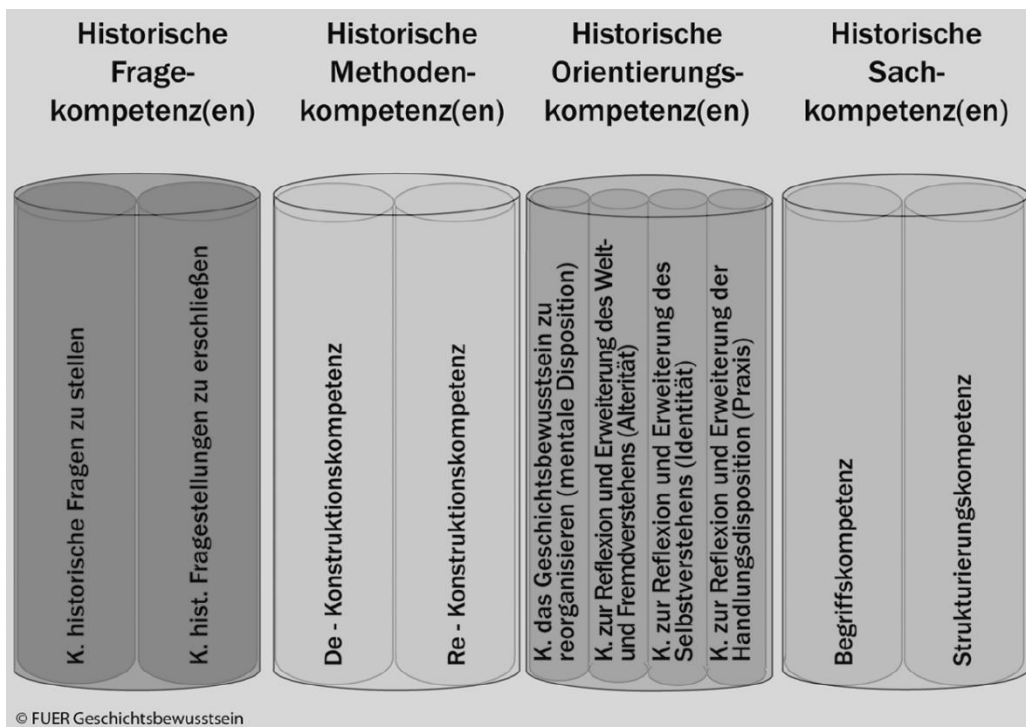 Historische
Frage-
kompetenz(en)
Historische
Methoden-
kompetenz(en)
Historische
Orientierungs-
kompetenz(en)
Historische
Sach-
kompetenz(en)
K. historische Fragen zu stellen
K. hist. Fragestellungen zu erschließen
De - Konstruktionskompetenz
Re - Konstruktionskompetenz
K. das Geschichtsbewusstsein zu
reorganisieren (mentale Disposition)
K. zur Reflexion und Erweiterung des Welt-
und Fremdverstehens (Alterität)
K. zur Reflexion und Erweiterung des
Selbstverstehens (Identität)
K. zur Reflexion und Erweiterung der
Handlungsdisposition (Praxis)
Begriffskompetenz
Strukturierungskompetenz
© FUER Geschichtsbewusstsein